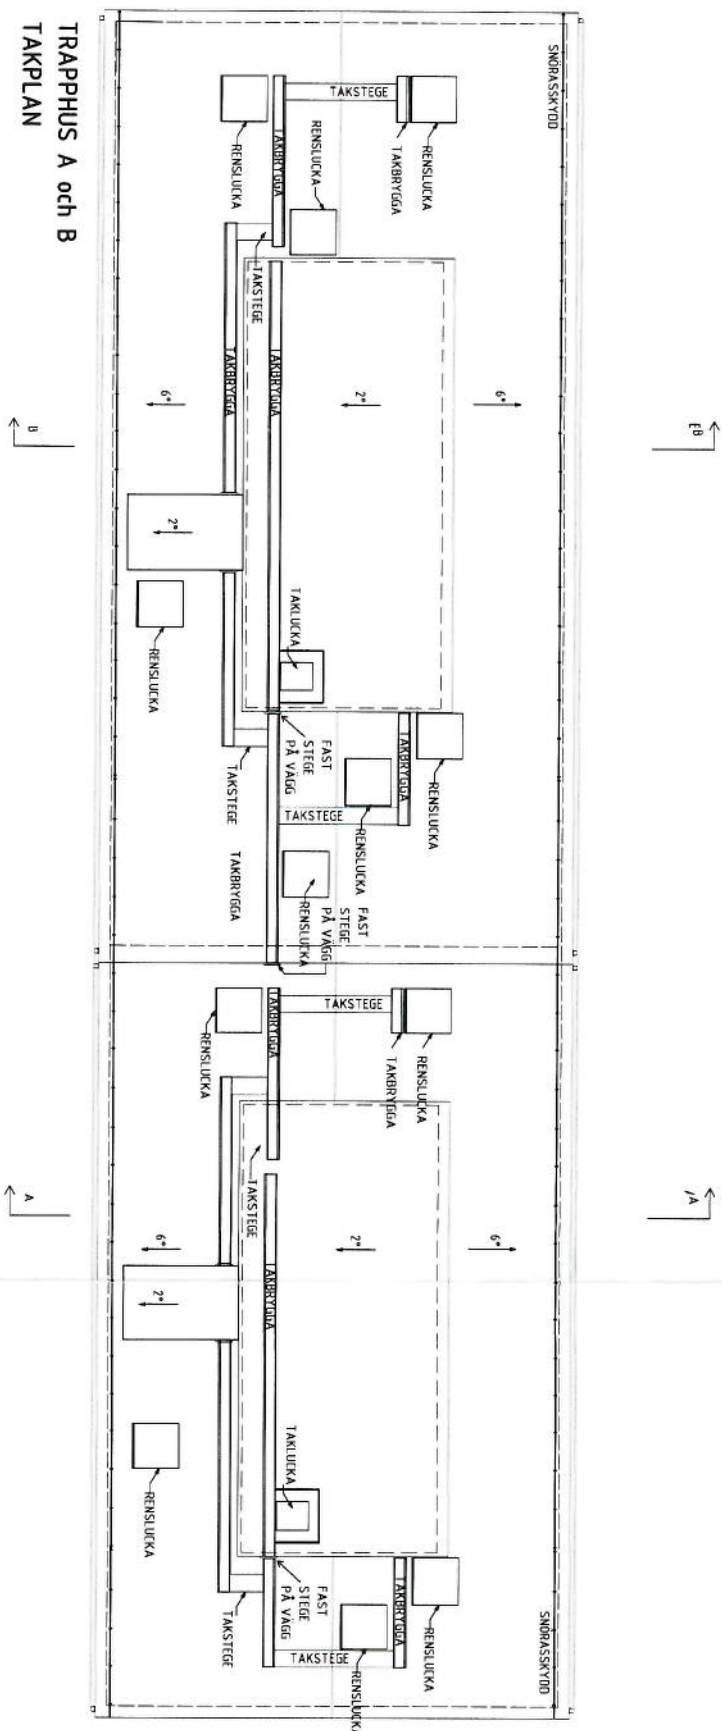 TRAPPHUS A och B
TAKPLAN
SNÖRASSKYDD
TAKSTEGE
RENSLUCKA
TAKBRYGGA
TAKBRYGGA
RENSLUCKA
RENSLUCKA
TAKSTEGE
TAKBRYGGA
TAKBRYGGA
6°
2°
6°
B
B
2°
TAKLUCKA
RENSLUCKA
FAST
STEGE
PÅ VÄGG
TAKBRYGGA
RENSLUCKA
TAKSTEGE
TAKSTEGE
RENSLUCKA
TAKBRYGGA
RENSLUCKA
FAST
STEGE
PÅ VÄGG
TAKSTEGE
TAKBRYGGA
RENSLUCKA
RENSLUCKA
TAKBRYGGA
TAKSTEGE
A
A
6°
2°
6°
TAKBRYGGA
2°
TAKLUCKA
RENSLUCKA
FAST
STEGE
PÅ VÄGG
TAKBRYGGA
RENSLUCKA
TAKSTEGE
TAKSTEGE
RENSLUCKA
SNÖRASSKYDD